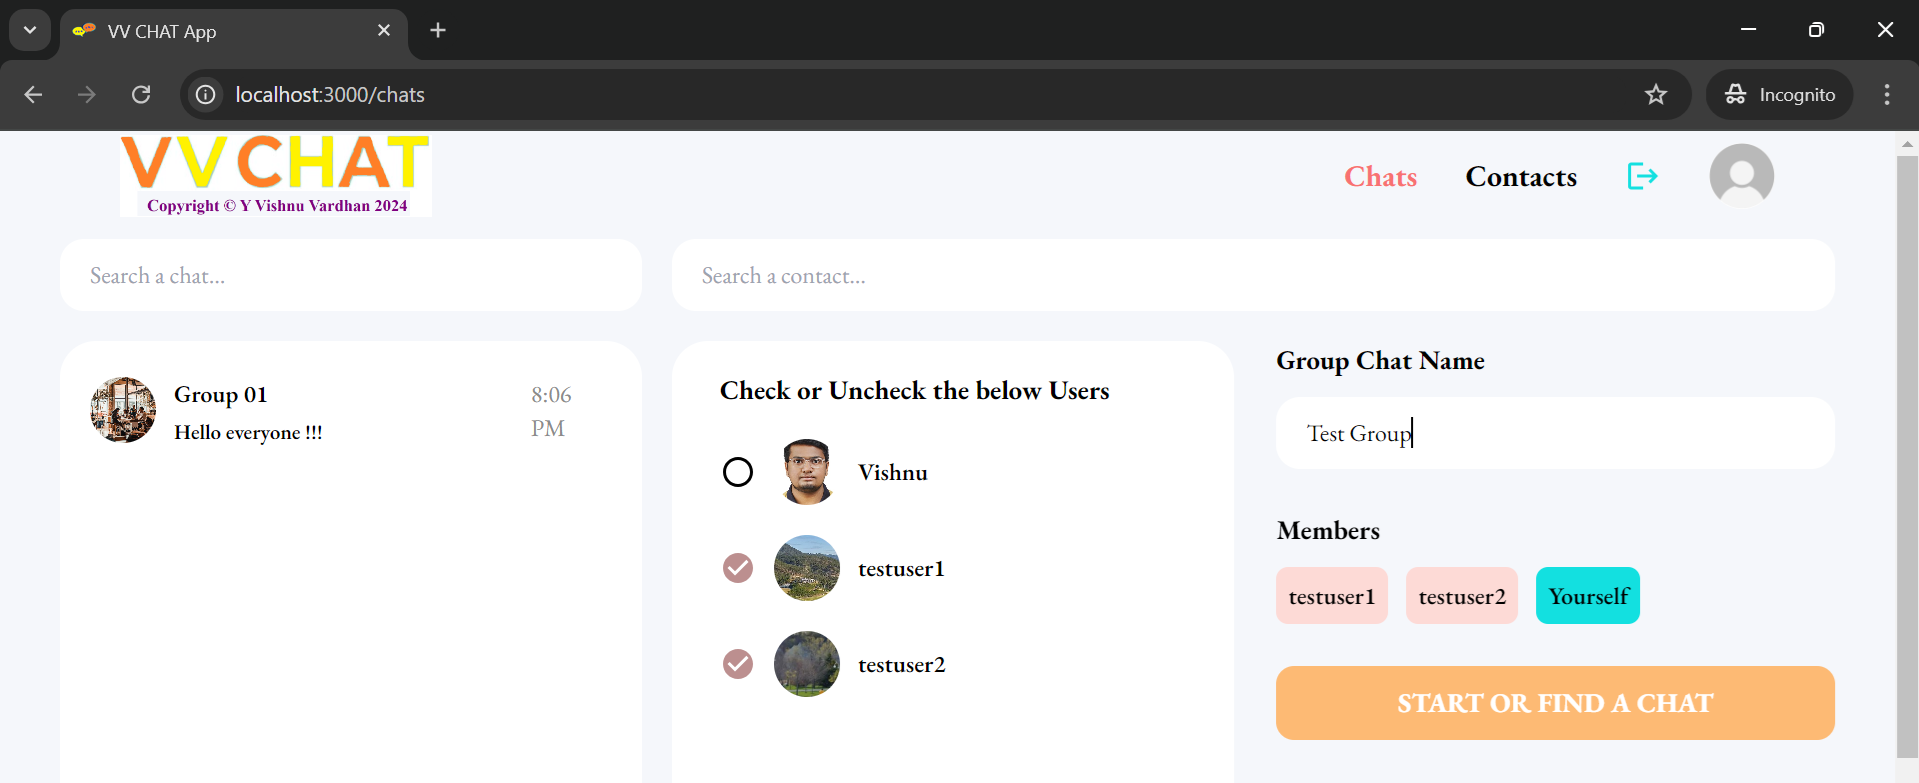 VV CHAT App
localhost:3000/chats
Incognito
VVCHAT
Copyright © Y Vishnu Vardhan 2024
Chats
Contacts
Search a chat...
Search a contact...
Group 01
8:06
PM
Hello everyone !!!
Check or Uncheck the below Users
Vishnu
testuser1
testuser2
Group Chat Name
Test Group
Members
testuser1 testuser2 Yourself
START OR FIND A CHAT